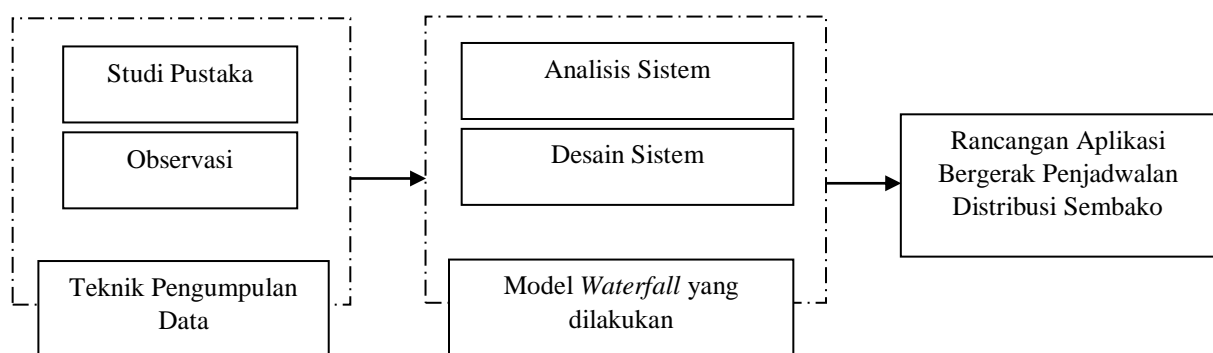 Studi Pustaka
Observasi
Teknik Pengumpulan
Data
Analisis Sistem
Desain Sistem
Model Waterfall yang
dilakukan
Rancangan Aplikasi
Bergerak Penjadwalan
Distribusi Sembako